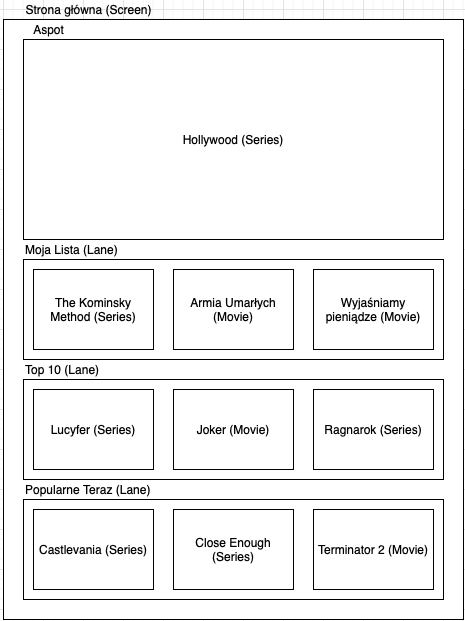 Strona główna (Screen)
Aspot
Hollywood (Series)
Moja Lista (Lane)
The Kominsky
Method (Series)
Armia Umarłych
(Movie)
Wyjaśniamy
pieniądze (Movie)
Top 10 (Lane)
Lucyfer (Series)
Joker (Movie)
Ragnarok (Series)
Popularne Teraz (Lane)
Castlevania (Series)
Close Enough
(Series)
Terminator 2 (Movie)